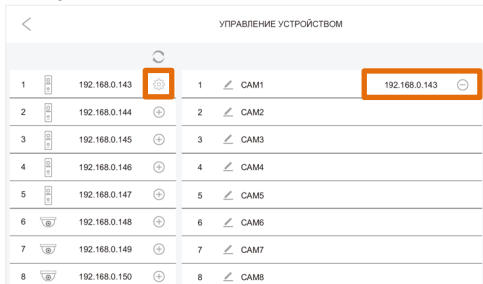 УПРАВЛЕНИЕ УСТРОЙСТВОМ
1 192.168.0.143 1 CAM1 192.168.0.143
2 192.168.0.144 2 CAM2
3 192.168.0.145 3 CAM3
4 192.168.0.146 4 CAM4
5 192.168.0.147 5 CAM5
6 192.168.0.148 6 CAM6
7 192.168.0.149 7 CAM7
8 192.168.0.150 8 CAM8